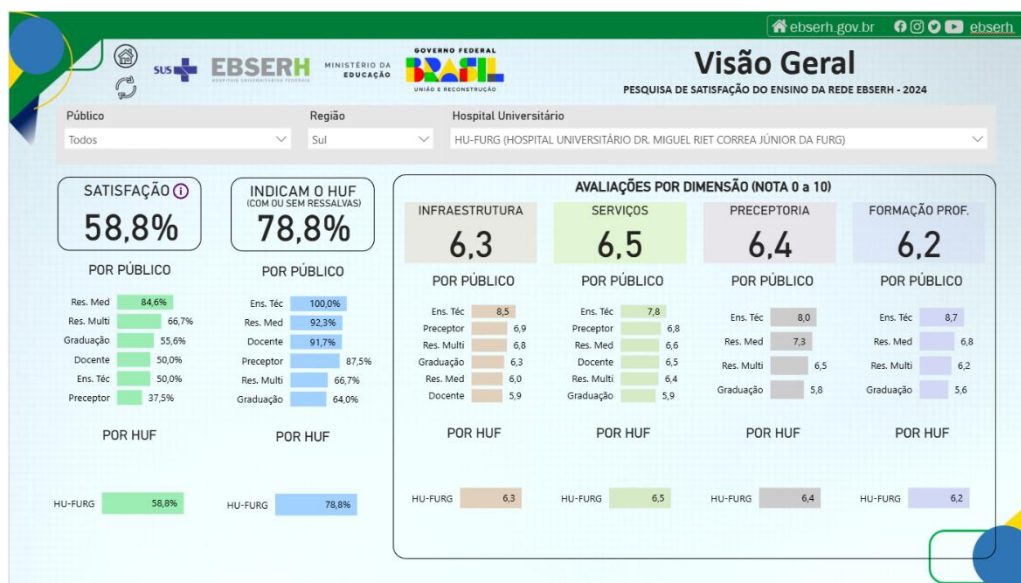 ebserh.gov.br ebserh
SUS EBSERH
HOSPITAIS UNIVERSITÁRIOS FEDERAIS
MINISTÉRIO DA
EDUCAÇÃO
GOVERNO FEDERAL
BRASIL
UNIÃO E RECONSTRUÇÃO
Visão Geral
PESQUISA DE SATISFAÇÃO DO ENSINO DA REDE EBSERH - 2024
Público
Todos
Região
Sul
Hospital Universitário
HU-FURG (HOSPITAL UNIVERSITÁRIO DR. MIGUEL RIET CORREA JÚNIOR DA FURG)
SATISFAÇÃO
58,8%
POR PÚBLICO
Res. Med 84,6%
Res. Multi 66,7%
Graduação 55,6%
Docente 50,0%
Ens. Téc 50,0%
Preceptor 37,5%
POR HUF
HU-FURG 58,8%
INDICAM O HUF
(COM OU SEM RESSALVAS)
78,8%
POR PÚBLICO
Ens. Téc 100,0%
Res. Med 92,3%
Docente 91,7%
Preceptor 87,5%
Res. Multi 66,7%
Graduação 64,0%
POR HUF
HU-FURG 78,8%
AVALIAÇÕES POR DIMENSÃO (NOTA 0 a 10)
INFRAESTRUTURA
6,3
POR PÚBLICO
Ens. Téc 8,5
Preceptor 6,9
Res. Multi 6,8
Graduação 6,3
Res. Med 6,0
Docente 5,9
POR HUF
HU-FURG 6,3
SERVIÇOS
6,5
POR PÚBLICO
Ens. Téc 7,8
Preceptor 6,8
Res. Med 6,6
Docente 6,5
Res. Multi 6,4
Graduação 5,9
POR HUF
HU-FURG 6,5
PRECEPTORIA
6,4
POR PÚBLICO
Ens. Téc 8,0
Res. Med 7,3
Res. Multi 6,5
Graduação 5,8
POR HUF
HU-FURG 6,4
FORMAÇÃO PROF.
6,2
POR PÚBLICO
Ens. Téc 8,7
Res. Med 6,8
Res. Multi 6,2
Graduação 5,6
POR HUF
HU-FURG 6,2